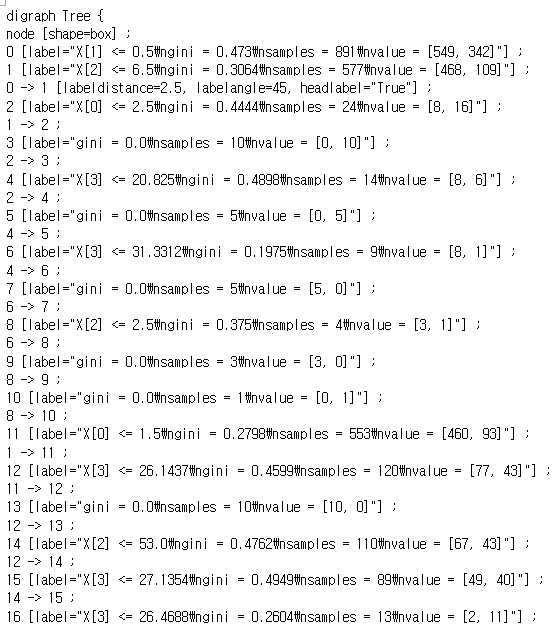 digraph Tree {
node [shape=box] ;
0 [label="X[1] <= 0.5₩ngini = 0.473₩nsamples = 891₩nvalue = [549, 342]"] ;
1 [label="X[2] <= 6.5₩ngini = 0.3064₩nsamples = 577₩nvalue = [468, 109]"] ;
0 -> 1 [labeldistance=2.5, labelangle=45, headlabel="True"] ;
2 [label="X[0] <= 2.5₩ngini = 0.4444₩nsamples = 24₩nvalue = [8, 16]"] ;
1 -> 2 ;
3 [label="gini = 0.0₩nsamples = 10₩nvalue = [0, 10]"] ;
2 -> 3 ;
4 [label="X[3] <= 20.825₩ngini = 0.4898₩nsamples = 14₩nvalue = [8, 6]"] ;
2 -> 4 ;
5 [label="gini = 0.0₩nsamples = 5₩nvalue = [0, 5]"] ;
4 -> 5 ;
6 [label="X[3] <= 31.3312₩ngini = 0.1975₩nsamples = 9₩nvalue = [8, 1]"] ;
4 -> 6 ;
7 [label="gini = 0.0₩nsamples = 5₩nvalue = [5, 0]"] ;
6 -> 7 ;
8 [label="X[2] <= 2.5₩ngini = 0.375₩nsamples = 4₩nvalue = [3, 1]"] ;
6 -> 8 ;
9 [label="gini = 0.0₩nsamples = 3₩nvalue = [3, 0]"] ;
8 -> 9 ;
10 [label="gini = 0.0₩nsamples = 1₩nvalue = [0, 1]"] ;
8 -> 10 ;
11 [label="X[0] <= 1.5₩ngini = 0.2798₩nsamples = 553₩nvalue = [460, 93]"] ;
1 -> 11 ;
12 [label="X[3] <= 26.1437₩ngini = 0.4599₩nsamples = 120₩nvalue = [77, 43]"] ;
11 -> 12 ;
13 [label="gini = 0.0₩nsamples = 10₩nvalue = [10, 0]"] ;
12 -> 13 ;
14 [label="X[2] <= 53.0₩ngini = 0.4762₩nsamples = 110₩nvalue = [67, 43]"] ;
12 -> 14 ;
15 [label="X[3] <= 27.1354₩ngini = 0.4949₩nsamples = 89₩nvalue = [49, 40]"] ;
14 -> 15 ;
16 [label="X[3] <= 26.4688₩ngini = 0.2604₩nsamples = 13₩nvalue = [2, 11]"] ;